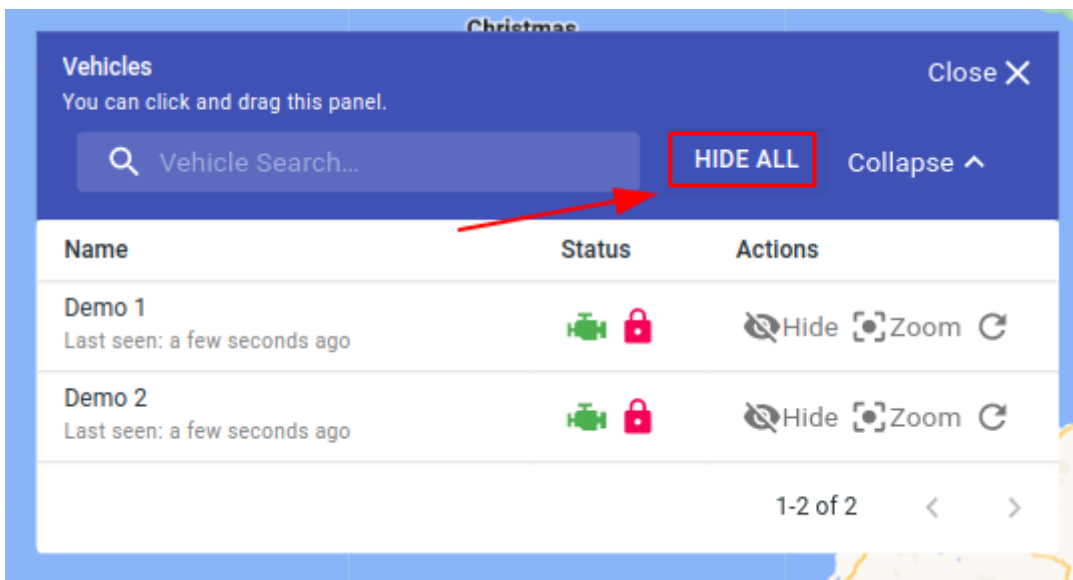 Christmas
Vehicles
Close
You can click and drag this panel.
Vehicle Search...
HIDE ALL
Collapse
Name Status Actions
Demo 1
Last seen: a few seconds ago
Hide Zoom
Demo 2
Last seen: a few seconds ago
Hide Zoom
1-2 of 2